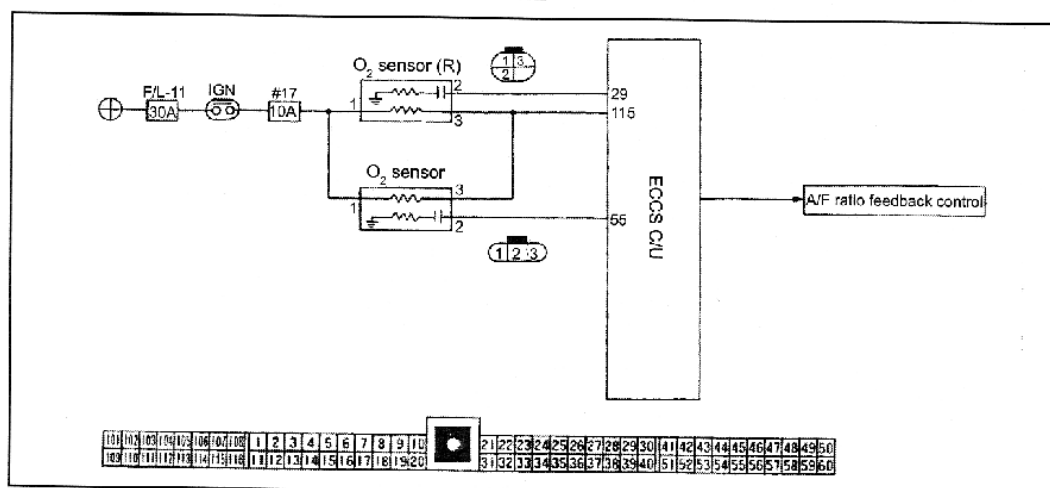 O2 sensor (R)
1 3
2
F/L-11 IGN #17
30A 10A
1 2 3
29
115
O2 sensor
1 3 2
55
1 2 3
ECCS C/U
A/F ratio feedback control
101 102 103 104 105 106 107 108 1 2 3 4 5 6 7 8 9 10 21 22 23 24 25 26 27 28 29 30 41 42 43 44 45 46 47 48 49 50
109 110 111 112 113 114 115 116 11 12 13 14 15 16 17 18 19 20 31 32 33 34 35 36 37 38 39 40 51 52 53 54 55 56 57 58 59 60